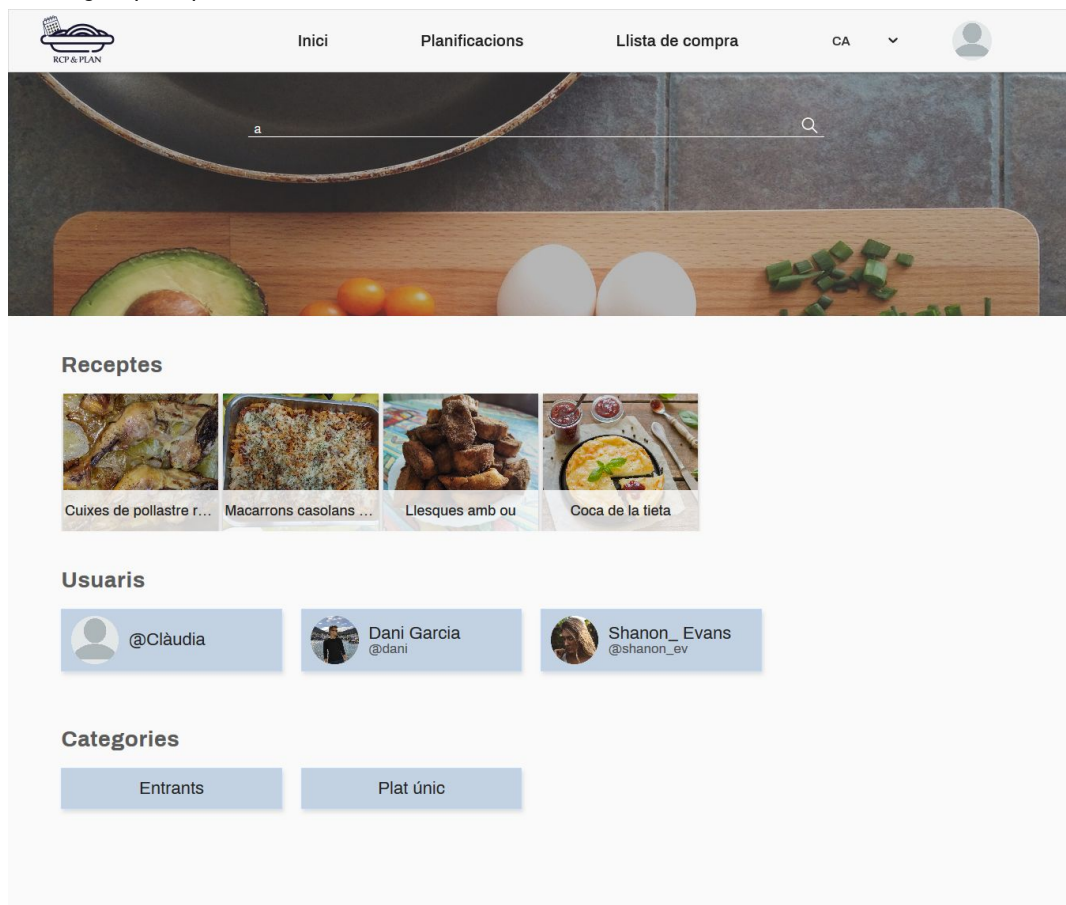 RCP & PLAN
Inici
Planificacions
Llista de compra
CA
a
Receptes
Cuixes de pollastre r...
Macarrons casolans ...
Llesques amb ou
Coca de la tieta
Usuaris
@Clàudia
Dani Garcia
@dani
Shanon_ Evans
@shanon_ev
Categories
Entrants
Plat únic